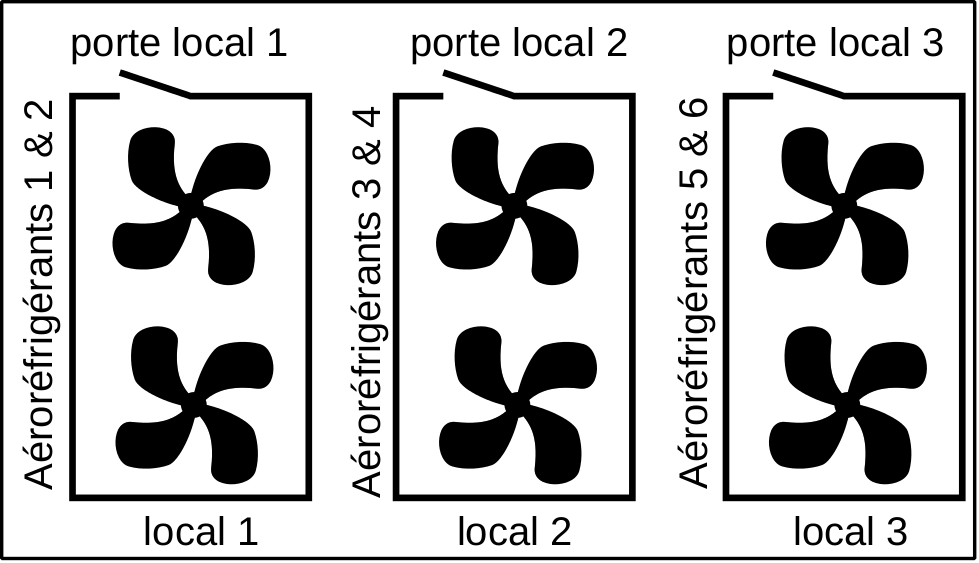 porte local 1
porte local 2
porte local 3
Aéroréfrigérants 1 & 2
Aéroréfrigérants 3 & 4
Aéroréfrigérants 5 & 6
local 1
local 2
local 3